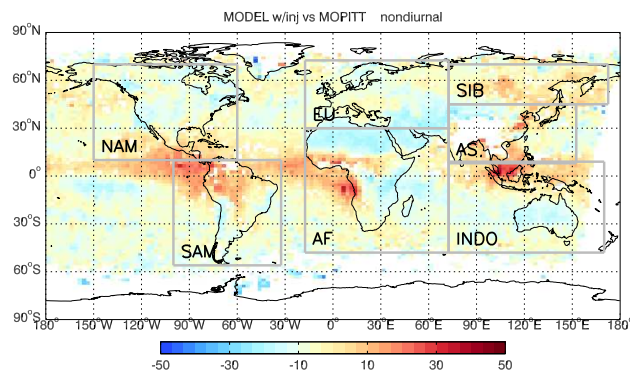 MODEL w/inj vs MOPITT nondiurnal
90°N
60°N
30°N
0°
30°S
60°S
90°S
SIB
EU
NAM
AS
SAM
AF
INDO
180°W 150°W 120°W 90°W 60°W 30°W 0° 30°E 60°E 90°E 120°E 150°E 180°E
-50 -30 -10 10 30 50